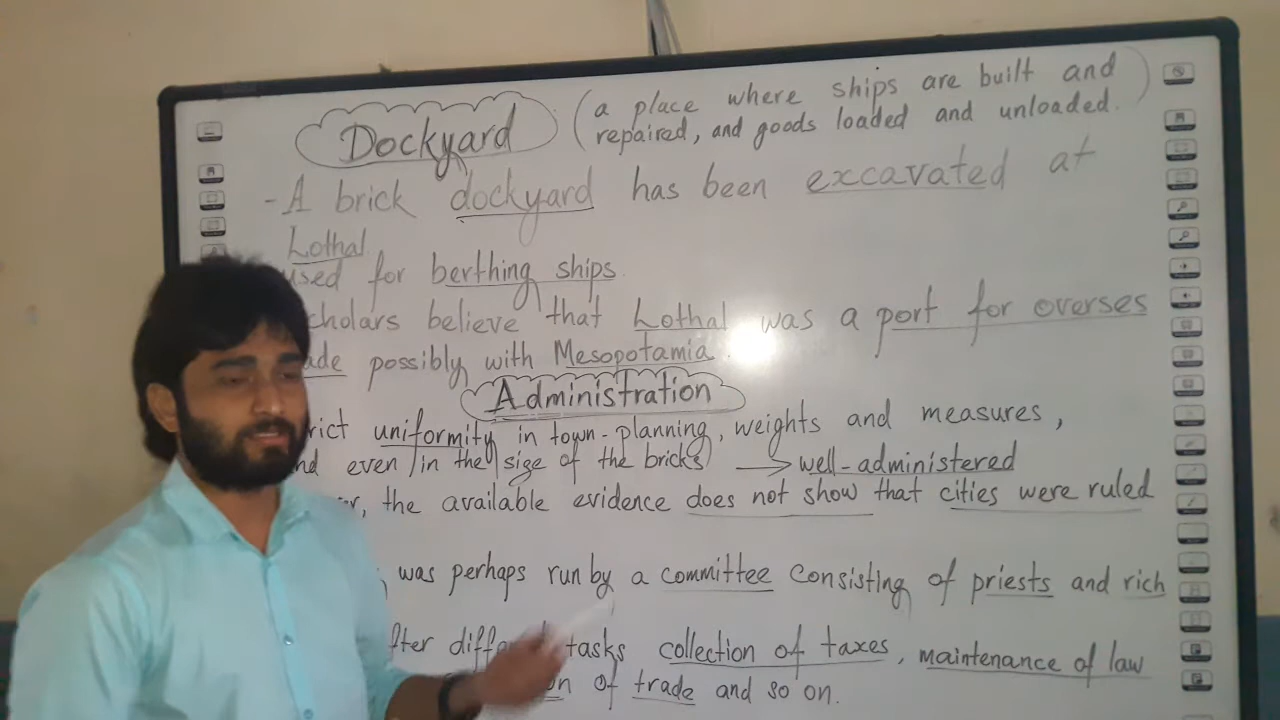 Dockyard (a place where ships are built and
repaired, and goods loaded and unloaded.)
- A brick dockyard has been excavated at
Lothal
used for berthing ships.
cholars believe that Lothal was a port for overses
ade possibly with Mesopotamia.
Administration
rict uniformity in town-planning, weights and measures,
nd even in the size of the bricks → well-administered
r, the available evidence does not show that cities were ruled
was perhaps run by a committee consisting of priests and rich
fter tasks collection of taxes, maintenance of law
on of trade and so on.